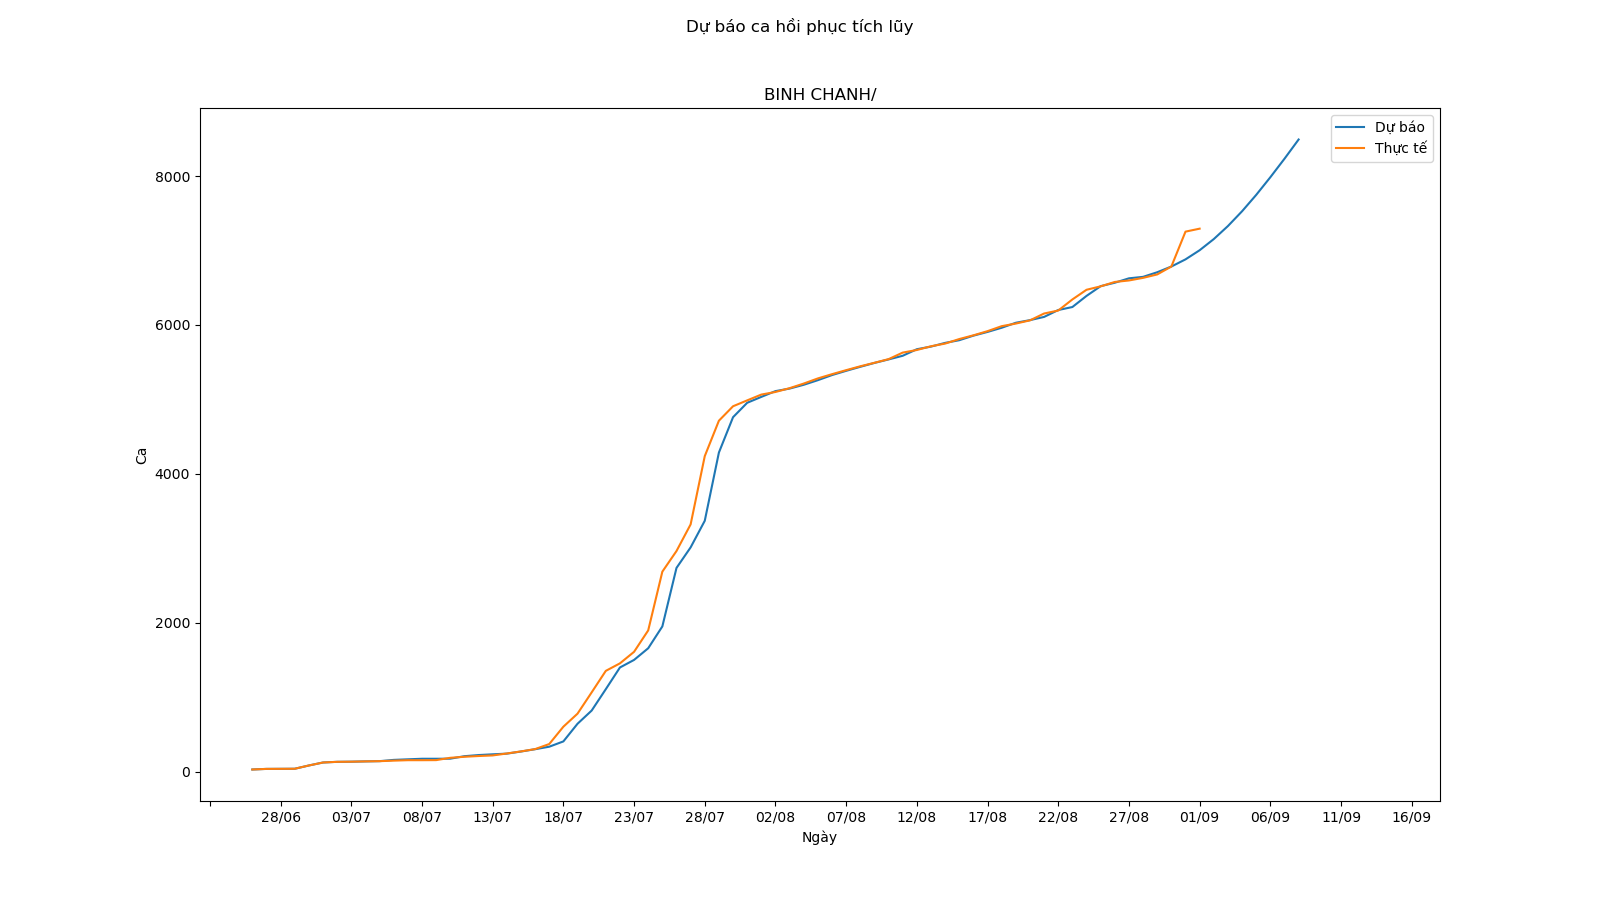 Dự báo ca hồi phục tích lũy
BINH CHANH/
Dự báo
Thực tế
8000
6000
4000
2000
0
Ca
28/06 03/07 08/07 13/07 18/07 23/07 28/07 02/08 07/08 12/08 17/08 22/08 27/08 01/09 06/09 11/09 16/09
Ngày